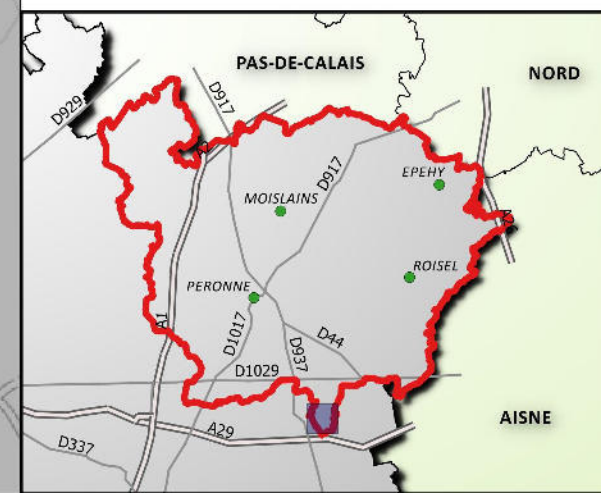 PAS-DE-CALAIS
NORD
D929
D917
A2
D917
EPEHY
MOISLAINS
A26
ROISEL
PERONNE
A1
D1017
D937
D44
D1029
AISNE
A29
D337